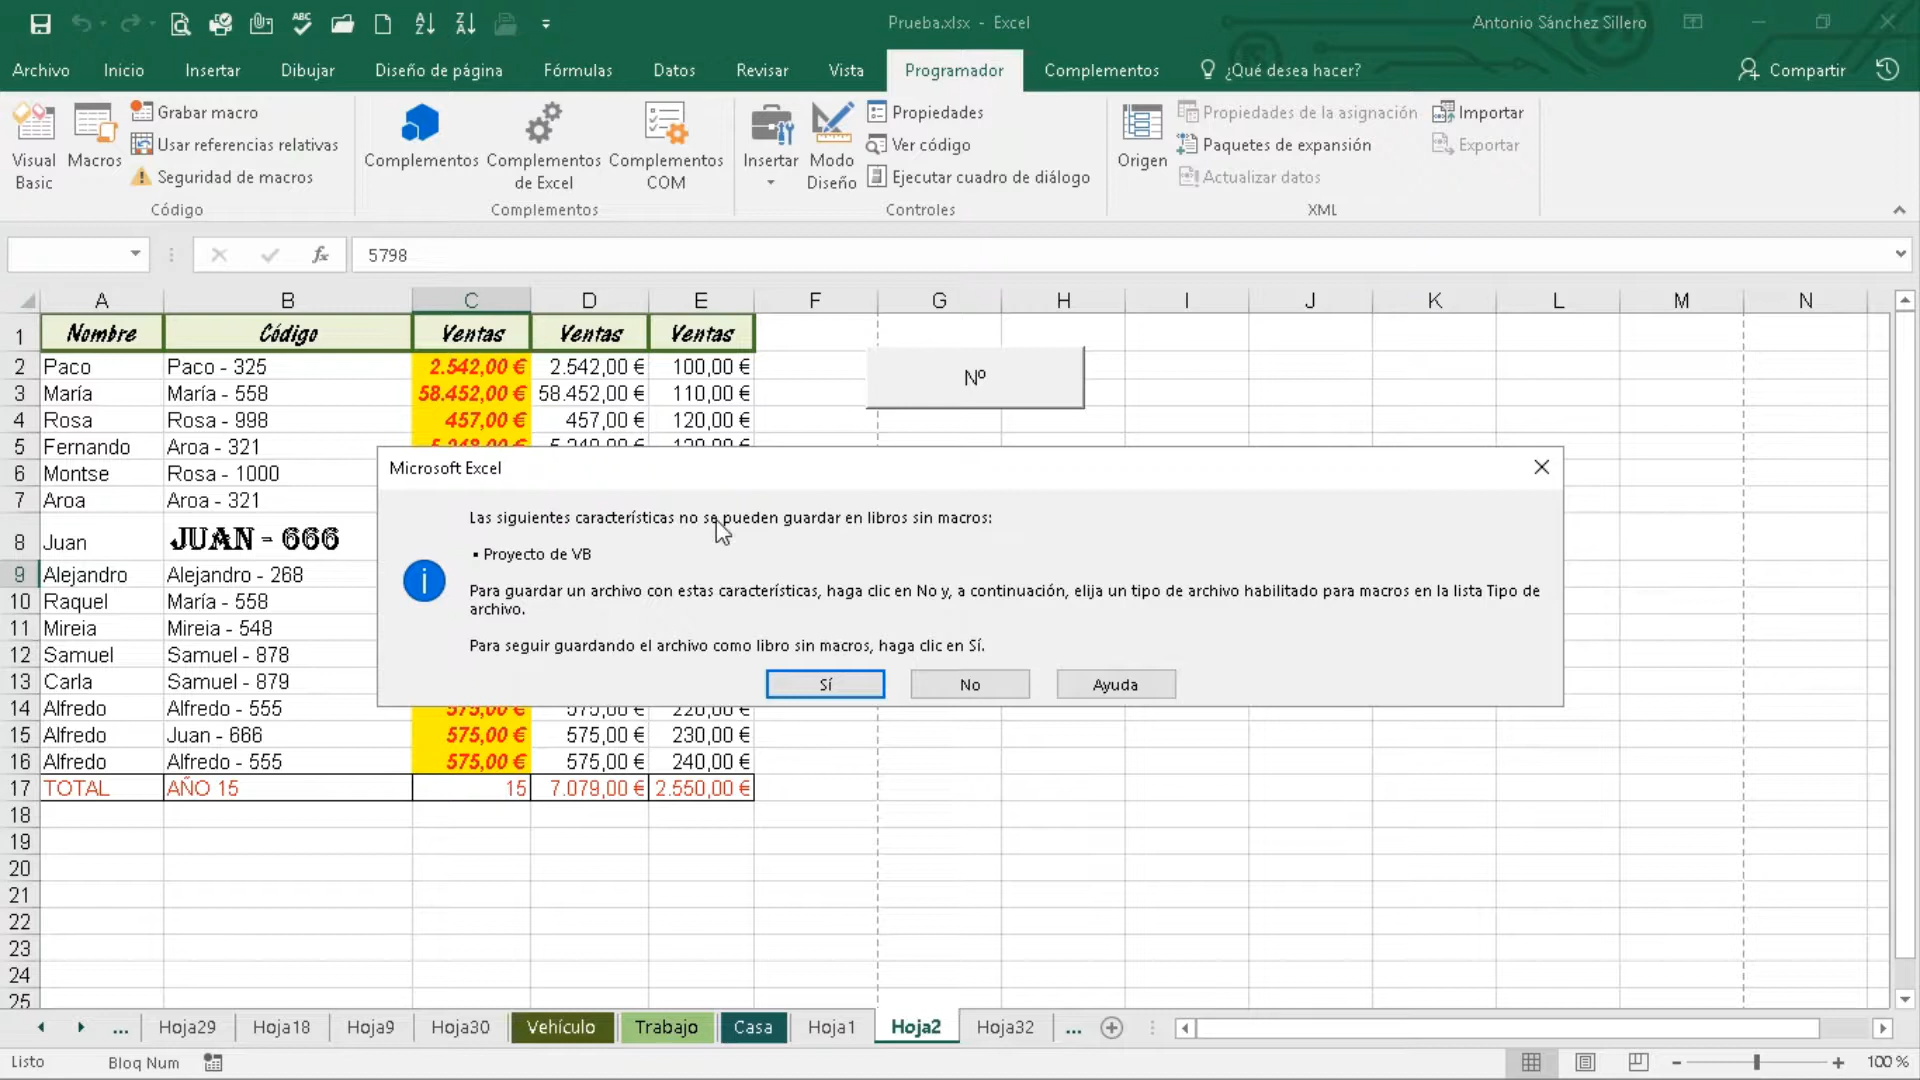 Prueba.xlsx - Excel
Antonio Sánchez Sillero
Archivo Inicio Insertar Dibujar Diseño de página Fórmulas Datos Revisar Vista Programador Complementos ¿Qué desea hacer? Compartir
Visual Basic
Macros
Grabar macro
Usar referencias relativas
Seguridad de macros
Código
Complementos
Complementos de Excel
Complementos COM
Complementos
Insertar
Modo Diseño
Propiedades
Ver código
Ejecutar cuadro de diálogo
Controles
Origen
Propiedades de la asignación
Paquetes de expansión
Actualizar datos
Importar
Exportar
XML
fx 5798
A B C D E F G H I J K L M N
1 Nombre Código Ventas Ventas Ventas
2 Paco Paco - 325 2.542,00 € 2.542,00 € 100,00 €
Nº
3 María María - 558 58.452,00 € 58.452,00 € 110,00 €
4 Rosa Rosa - 998 457,00 € 457,00 € 120,00 €
5 Fernando Aroa - 321
6 Montse Rosa - 1000
7 Aroa Aroa - 321
8 Juan JUAN - 666
9 Alejandro Alejandro - 268
10 Raquel María - 558
11 Mireia Mireia - 548
12 Samuel Samuel - 878
13 Carla Samuel - 879
14 Alfredo Alfredo - 555 575,00 € 575,00 € 220,00 €
15 Alfredo Juan - 666 575,00 € 575,00 € 230,00 €
16 Alfredo Alfredo - 555 575,00 € 575,00 € 240,00 €
17 TOTAL AÑO 15 15 7.079,00 € 2.550,00 €
18
19
20
21
22
23
24
25
Microsoft Excel
Las siguientes características no se pueden guardar en libros sin macros:
• Proyecto de VB
Para guardar un archivo con estas características, haga clic en No y, a continuación, elija un tipo de archivo habilitado para macros en la lista Tipo de
archivo.
Para seguir guardando el archivo como libro sin macros, haga clic en Sí.
Sí No Ayuda
... Hoja29 Hoja18 Hoja9 Hoja30 Vehículo Trabajo Casa Hoja1 Hoja2 Hoja32 ...
Listo Bloq Num 100 %